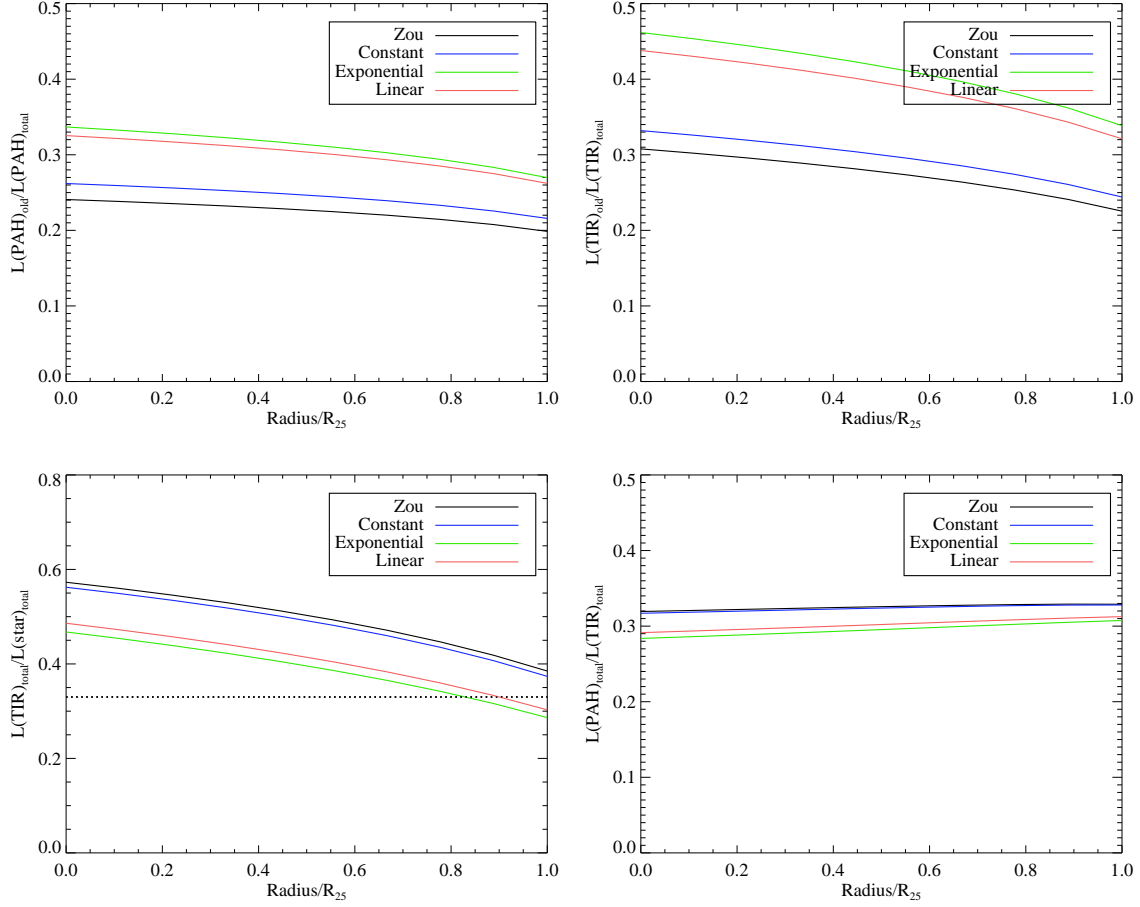 L(PAH)old/L(PAH)total
0.5
0.4
0.3
0.2
0.1
0.0
Zou
Constant
Exponential
Linear
0.0 0.2 0.4 0.6 0.8 1.0
Radius/R25
L(TIR)old/L(TIR)total
0.5
0.4
0.3
0.2
0.1
0.0
Zou
Constant
Exponential
Linear
0.0 0.2 0.4 0.6 0.8 1.0
Radius/R25
L(TIR)total/L(star)total
0.8
0.6
0.4
0.2
0.0
Zou
Constant
Exponential
Linear
0.0 0.2 0.4 0.6 0.8 1.0
Radius/R25
L(PAH)total/L(TIR)total
0.5
0.4
0.3
0.2
0.1
0.0
Zou
Constant
Exponential
Linear
0.0 0.2 0.4 0.6 0.8 1.0
Radius/R25